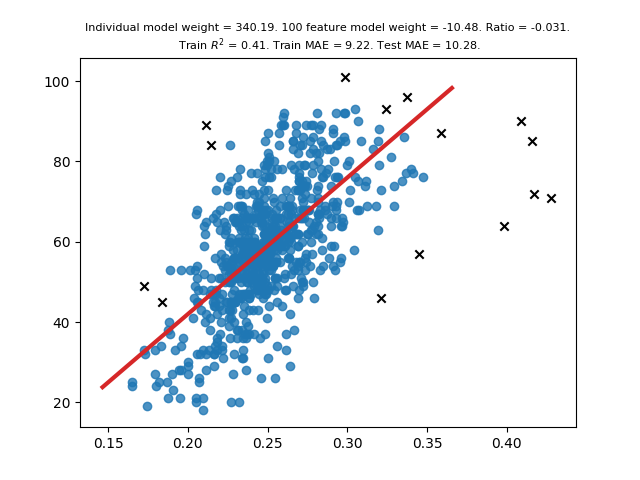 Individual model weight = 340.19. 100 feature model weight = -10.48. Ratio = -0.031.
Train R² = 0.41. Train MAE = 9.22. Test MAE = 10.28.
100
80
60
40
20
0.15 0.20 0.25 0.30 0.35 0.40